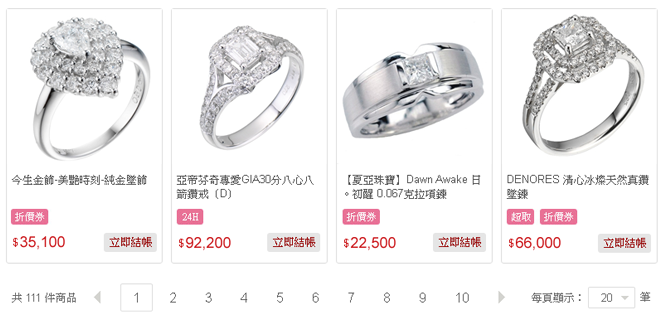 今生金飾-美艷時刻-純金墜飾
折價券
$35,100
立即結帳
亞帝芬奇專愛GIA30分八心八
箭鑽戒〔D〕
24H
$92,200
立即結帳
【夏亞珠寶】Dawn Awake 日
。初醒 0.067克拉項鍊
折價券
$22,500
立即結帳
DENORES 清心冰燦天然真鑽
墜鍊
超取 折價券
$66,000
立即結帳
共 111 件商品
1 2 3 4 5 6 7 8 9 10
每頁顯示： 20 筆